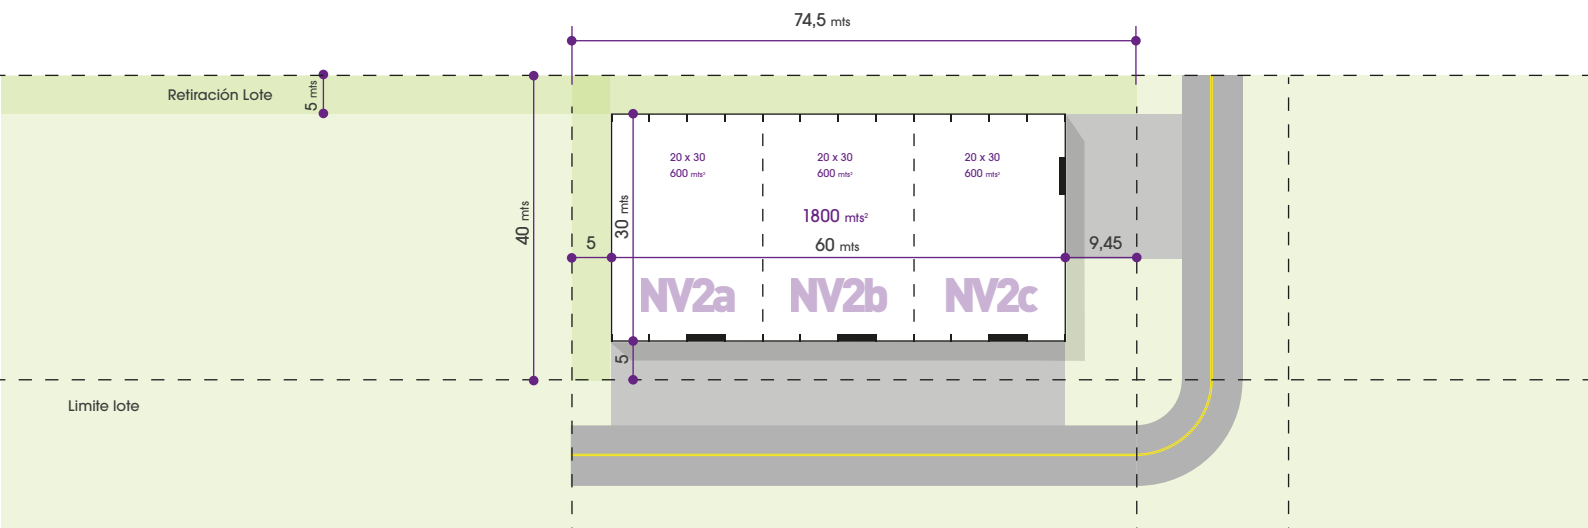 74,5 mts
Retiración Lote
5 mts
20 x 30
600 mts²
20 x 30
600 mts²
20 x 30
600 mts²
40 mts
30 mts
1800 mts²
5
60 mts
9,45
NV2a
NV2b
NV2c
5
Limite lote